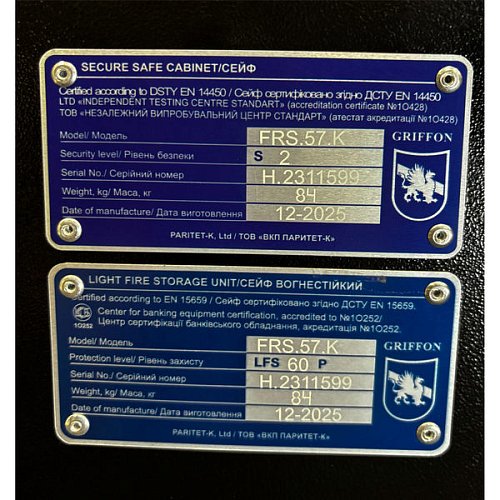 SECURE SAFE CABINET/СЕЙФ
Certified according to DSTY EN 14450 / Сейф сертифіковано згідно ДСТУ EN 14450
LTD «INDEPENDENT TESTING CENTRE STANDART» (accreditation certificate №10428)
ТОВ «НЕЗАЛЕЖНИЙ ВИПРОБУВАЛЬНИЙ ЦЕНТР СТАНДАРТ» (атестат акредитації №10428)
Model/ Модель FRS.57.K GRIFFON
Security level/ Рівень безпеки S 2
Serial No./ Серійний номер H.2311599
Weight, kg/ Маса, кг 84
Date of manufacture/ Дата виготовлення 12-2025
PARITET-K, Ltd / ТОВ «ВКП ПАРИТЕТ-К»
LIGHT FIRE STORAGE UNIT/СЕЙФ ВОГНЕСТІЙКИЙ
Certified according to EN 15659 / Сейф сертифіковано згідно ДСТУ EN 15659.
Center for banking equipment certification, accredited to №10252/
Центр сертифікації банківського обладнання, акредитація №10252.
10252
Model/ Модель FRS.57.K GRIFFON
Protection level/ Рівень захисту LFS 60 P
Serial No./ Серійний номер H.2311599
Weight, kg/ Маса, кг 84
Date of manufacture/ Дата виготовлення 12-2025
PARITET-K, Ltd / ТОВ «ВКП ПАРИТЕТ-К»